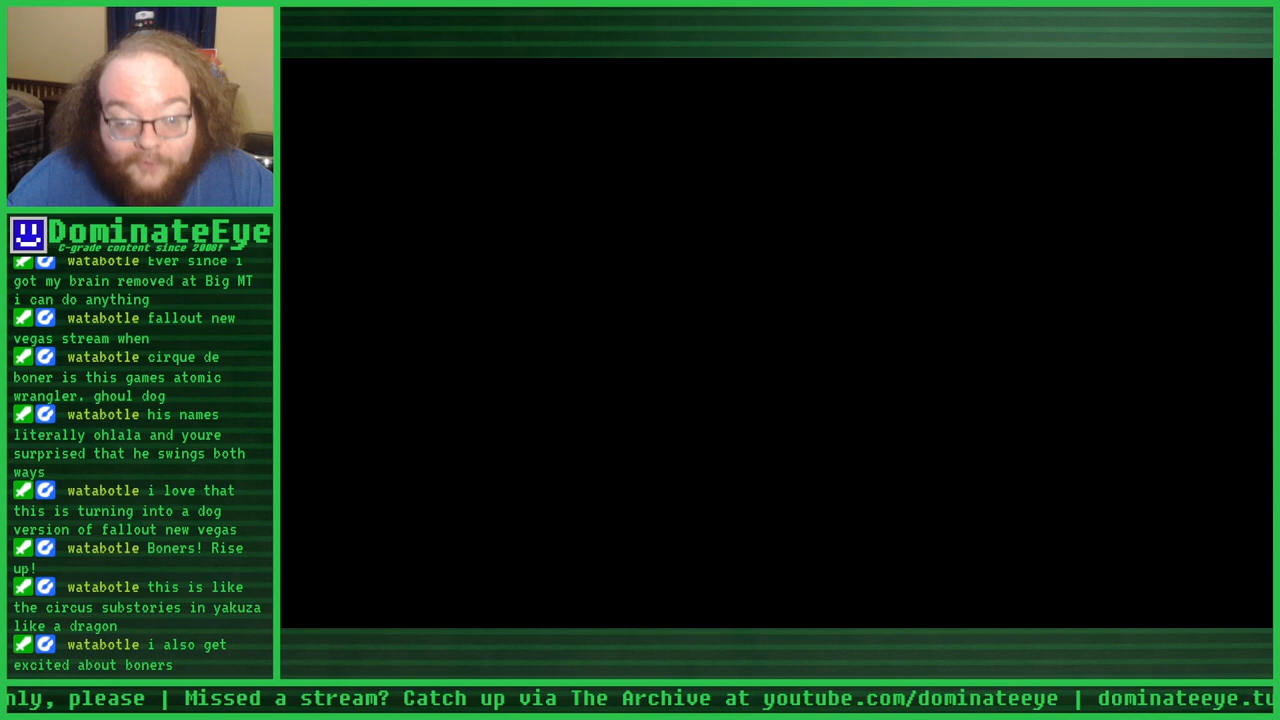 DominateEye
C-grade content since 2008!
watabotle Ever since i
got my brain removed at Big MT
i can do anything
watabotle fallout new
vegas stream when
watabotle cirque de
boner is this games atomic
wrangler. ghoul dog
watabotle his names
literally ohlala and youre
surprised that he swings both
ways
watabotle i love that
this is turning into a dog
version of fallout new vegas
watabotle Boners! Rise
up!
watabotle this is like
the circus substories in yakuza
like a dragon
watabotle i also get
excited about boners
nly, please | Missed a stream? Catch up via The Archive at youtube.com/dominateeye | dominateeye.tu